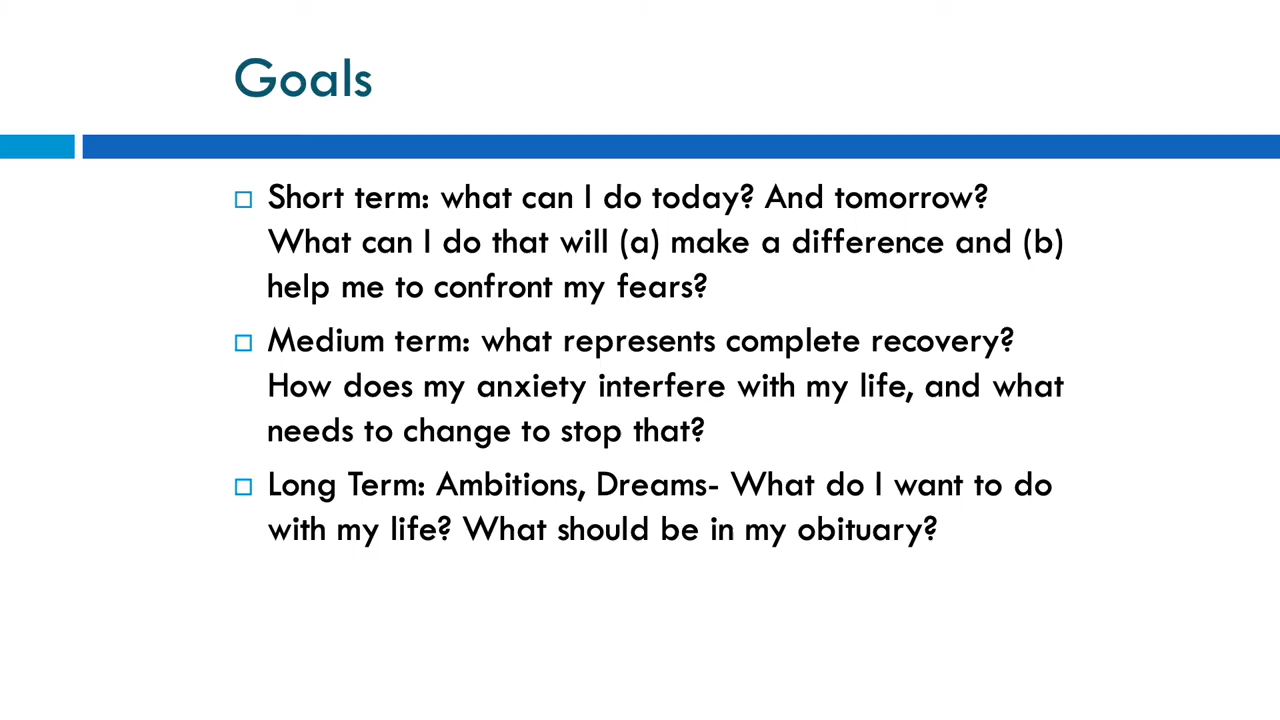 Goals
Short term: what can I do today? And tomorrow?
What can I do that will (a) make a difference and (b)
help me to confront my fears?
Medium term: what represents complete recovery?
How does my anxiety interfere with my life, and what
needs to change to stop that?
Long Term: Ambitions, Dreams- What do I want to do
with my life? What should be in my obituary?